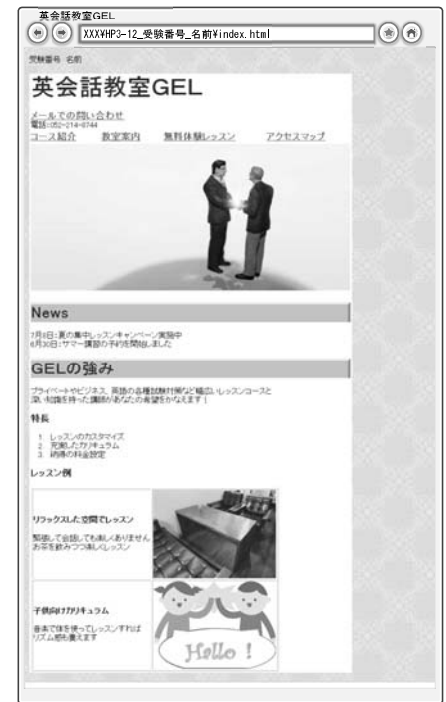 英会話教室GEL
XXX¥HP3-12_受験番号_名前¥index.html
受験番号 名前
英会話教室GEL
メールでの問い合わせ
電話:052-214-8744
コース紹介 教室案内 無料体験レッスン アクセスマップ
News
7月8日:夏の集中レッスンキャンペーン実施中
6月30日:サマー講習の予約を開始しました
GELの強み
プライベートやビジネス、英語の各種試験対策など幅広いレッスンコースと
深い知識を持った講師があなたの希望をかなえます!
特長
1. レッスンのカスタマイズ
2. 充実したカリキュラム
3. 納得の料金設定
レッスン例
リラックスした空間でレッスン
緊張して会話しても楽しくありません
お茶を飲みつつ楽しくレッスン
子供向けカリキュラム
音楽で体を使ってレッスンすれば
リズム感も養えます
Hello !